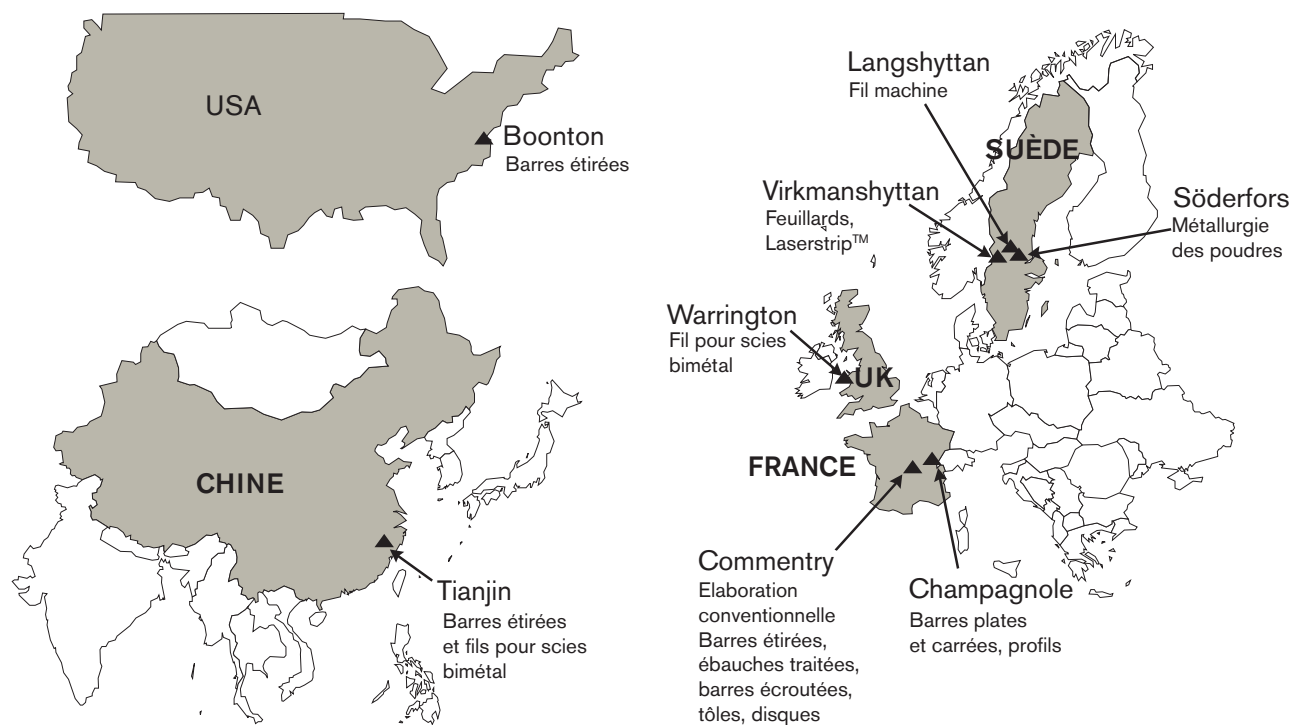 USA
Boonton
Barres étirées
CHINE
Tianjin
Barres étirées
et fils pour scies
bimétal
Langshyttan
Fil machine
SUÈDE
Virkmanshyttan
Feuillards,
Laserstrip™
Söderfors
Métallurgie
des poudres
Warrington
Fil pour scies
bimétal
UK
FRANCE
Commentry
Elaboration
conventionnelle
Barres étirées,
ébauches traitées,
barres écroutées,
tôles, disques
Champagnole
Barres plates
et carrées, profils